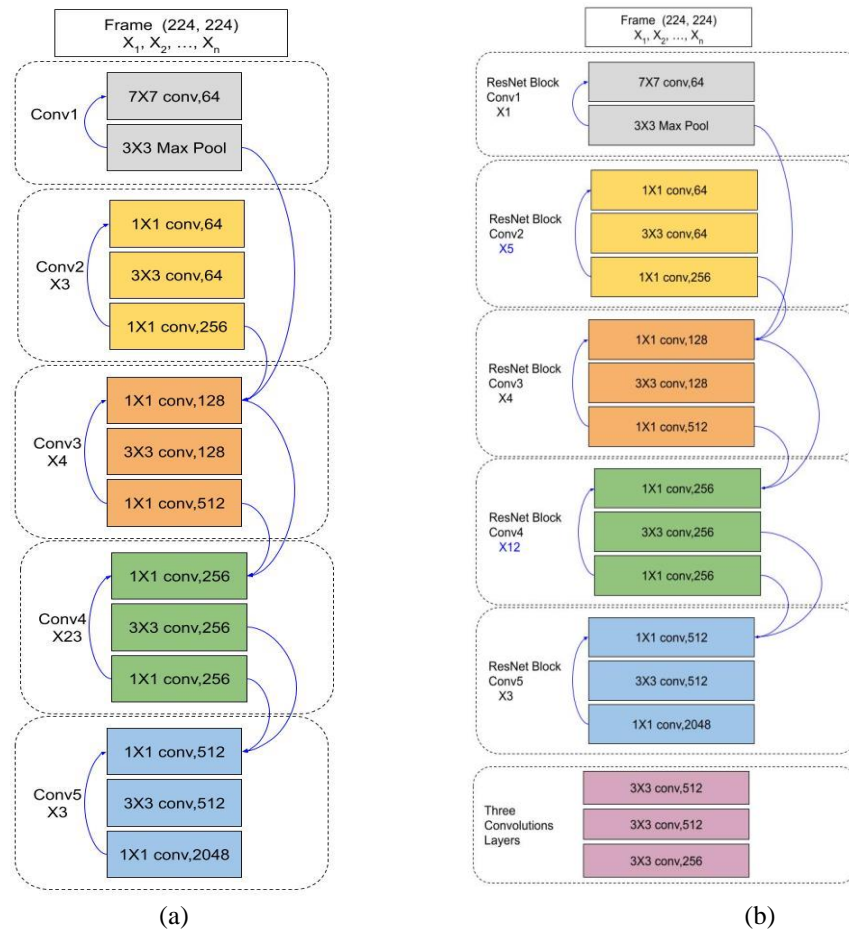 Frame (224, 224)
X1, X2, …, Xn
Conv1
7X7 conv,64
3X3 Max Pool
Conv2
X3
1X1 conv,64
3X3 conv,64
1X1 conv,256
Conv3
X4
1X1 conv,128
3X3 conv,128
1X1 conv,512
Conv4
X23
1X1 conv,256
3X3 conv,256
1X1 conv,256
Conv5
X3
1X1 conv,512
3X3 conv,512
1X1 conv,2048
(a)
Frame (224, 224)
X1, X2, …, Xn
ResNet Block
Conv1
X1
7X7 conv,64
3X3 Max Pool
ResNet Block
Conv2
X5
1X1 conv,64
3X3 conv,64
1X1 conv,256
ResNet Block
Conv3
X4
1X1 conv,128
3X3 conv,128
1X1 conv,512
ResNet Block
Conv4
X12
1X1 conv,256
3X3 conv,256
1X1 conv,256
ResNet Block
Conv5
X3
1X1 conv,512
3X3 conv,512
1X1 conv,2048
Three
Convolutions
Layers
3X3 conv,512
3X3 conv,512
3X3 conv,256
(b)